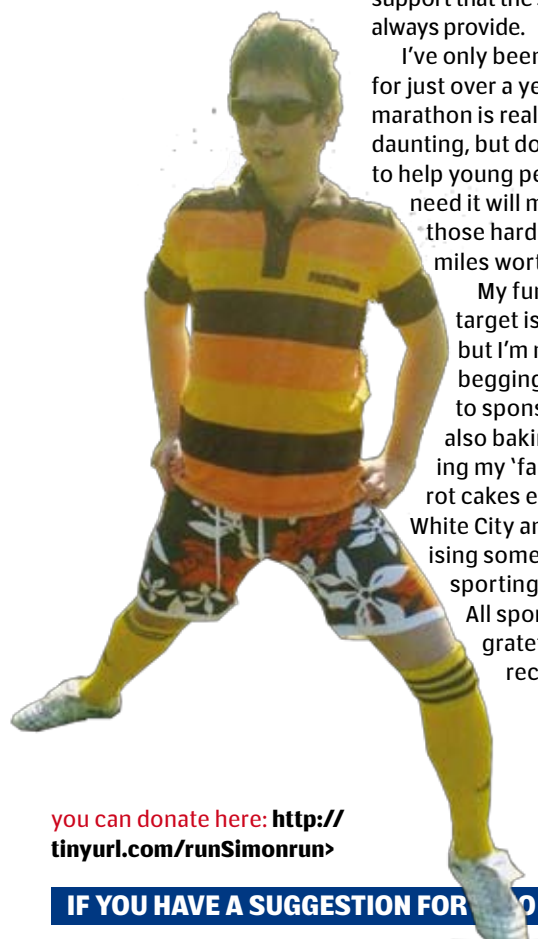 support that the
always provide.
I've only been
for just over a ye
marathon is real
daunting, but do
to help young pe
need it will m
those hard
miles wort
My fur
target is
but I'm r
begging
to spons
also bakin
ing my 'fa
rot cakes e
White City ar
ising some
sporting
All spor
gratef
rec
you can donate here: http://
tinyurl.com/runSimonrun>
IF YOU HAVE A SUGGESTION FOR